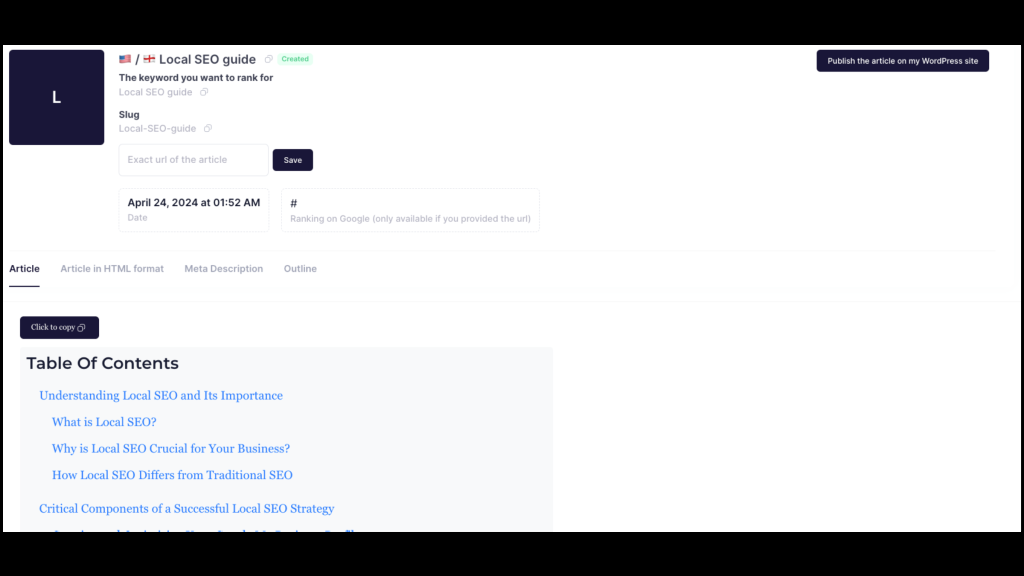 L
/ Local SEO guide Created
Publish the article on my WordPress site
The keyword you want to rank for
Local SEO guide
Slug
Local-SEO-guide
Exact url of the article
Save
April 24, 2024 at 01:52 AM
Date
#
Ranking on Google (only available if you provided the url)
Article Article in HTML format Meta Description Outline
Click to copy
Table Of Contents
Understanding Local SEO and Its Importance
What is Local SEO?
Why is Local SEO Crucial for Your Business?
How Local SEO Differs from Traditional SEO
Critical Components of a Successful Local SEO Strategy